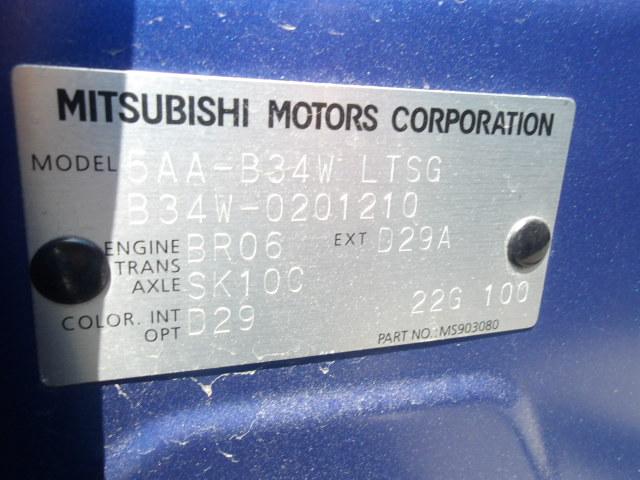 MITSUBISHI MOTORS CORPORATION
MODEL 5AA-B34W LTSG
B34W-0201210
ENGINE BR06 EXT D29A
TRANS
AXLE SK10C
COLOR. INT D29 22G 100
OPT
PART NO.: MS903080